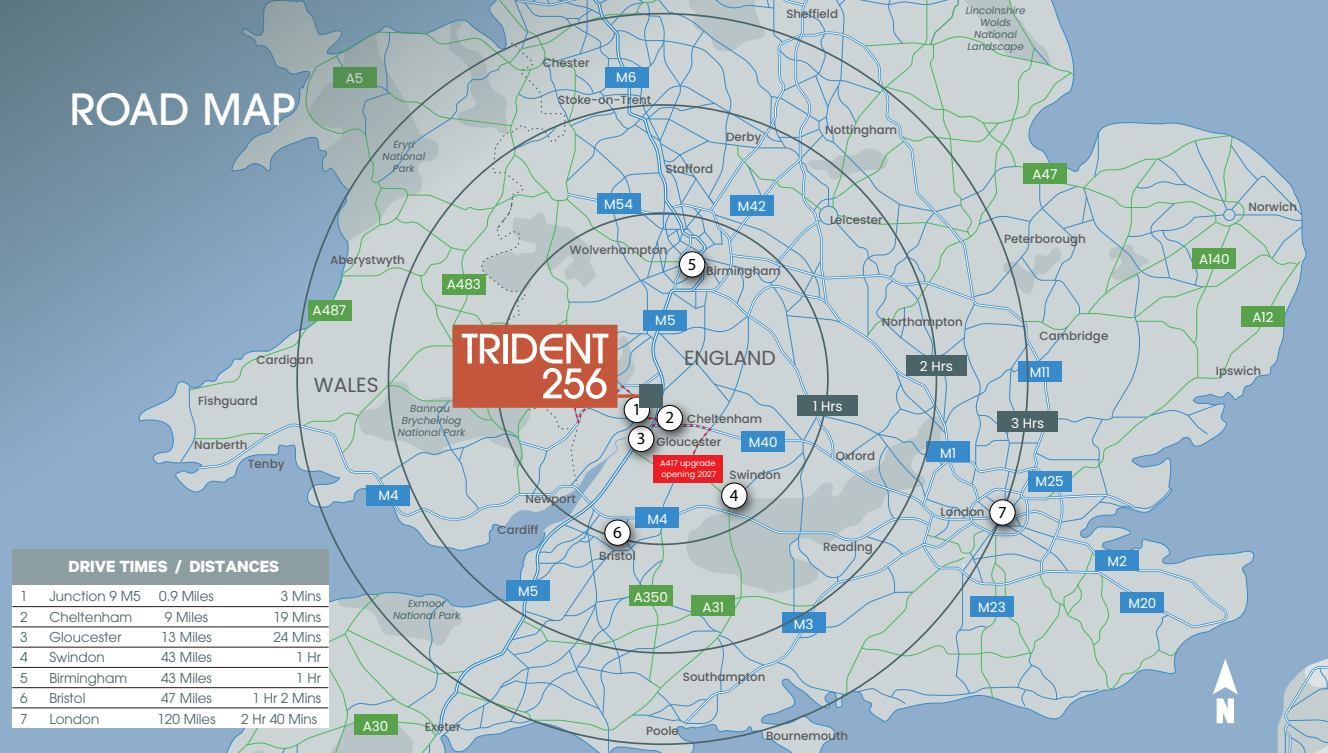 ROAD MAP
Sheffield
Lincolnshire
Wolds
National
Landscape
Chester
A5
M6
Stoke-on-Trent
Derby
Nottingham
Eryri
National
Park
Stafford
A47
M54
M42
Leicester
Norwich
Peterborough
Wolverhampton
Aberystwyth
5
Birmingham
A140
A483
A487
M5
Northampton
A12
Cambridge
TRIDENT
256
ENGLAND
Cardigan
WALES
2 Hrs
M11
Ipswich
Fishguard
1 Hrs
Bannau
Brycheiniog
National Park
1
2
Cheltenham
3 Hrs
3
Gloucester
M40
Narberth
Tenby
A417 upgrade
opening 2027
Oxford
M1
Swindon
M25
M4
Newport
4
London
7
M4
Cardiff
6
Bristol
Reading
M2
M5
A350
A31
M23
M20
Exmoor
National Park
M3
Southampton
A30
Exeter
Poole
Bournemouth
N
DRIVE TIMES / DISTANCES
1 Junction 9 M5 0.9 Miles 3 Mins
2 Cheltenham 9 Miles 19 Mins
3 Gloucester 13 Miles 24 Mins
4 Swindon 43 Miles 1 Hr
5 Birmingham 43 Miles 1 Hr
6 Bristol 47 Miles 1 Hr 2 Mins
7 London 120 Miles 2 Hr 40 Mins